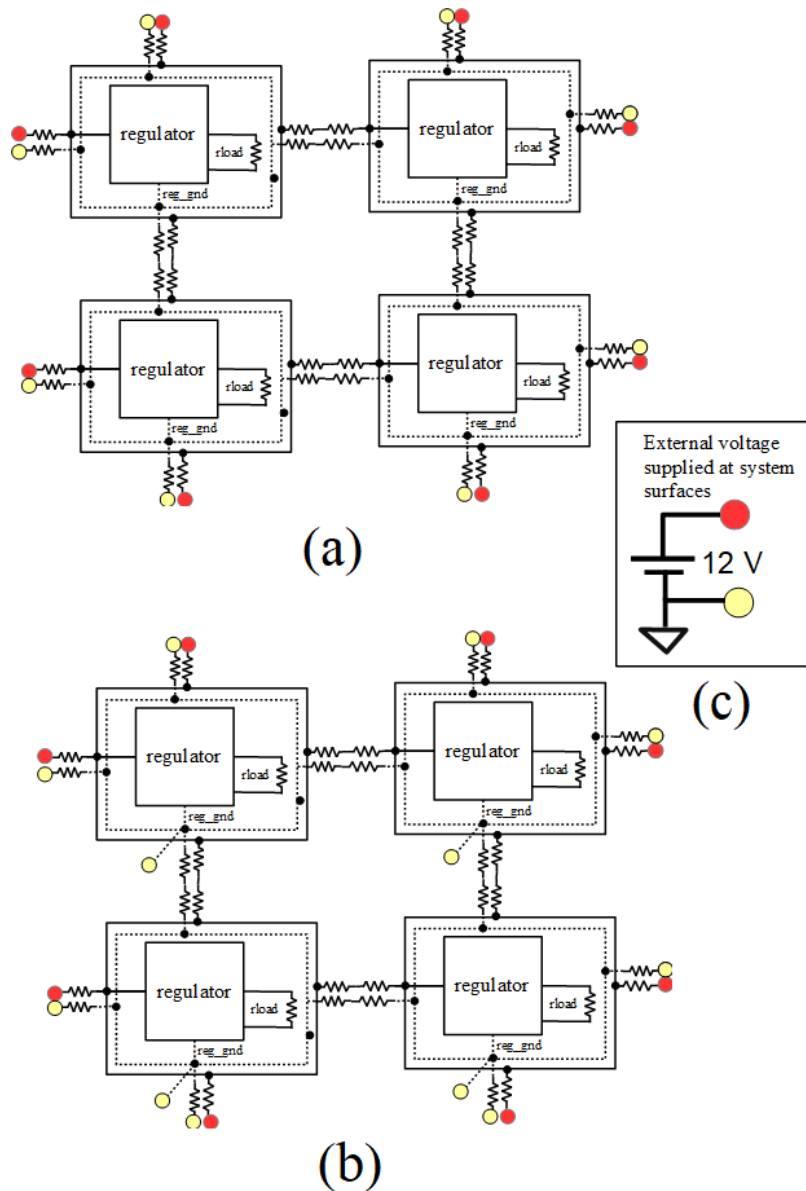 regulator
rload
reg_gnd
regulator
rload
reg_gnd
regulator
rload
reg_gnd
regulator
rload
reg_gnd
(a)
External voltage
supplied at system
surfaces
12 V
(c)
regulator
rload
reg_gnd
regulator
rload
reg_gnd
regulator
rload
reg_gnd
regulator
rload
reg_gnd
(b)